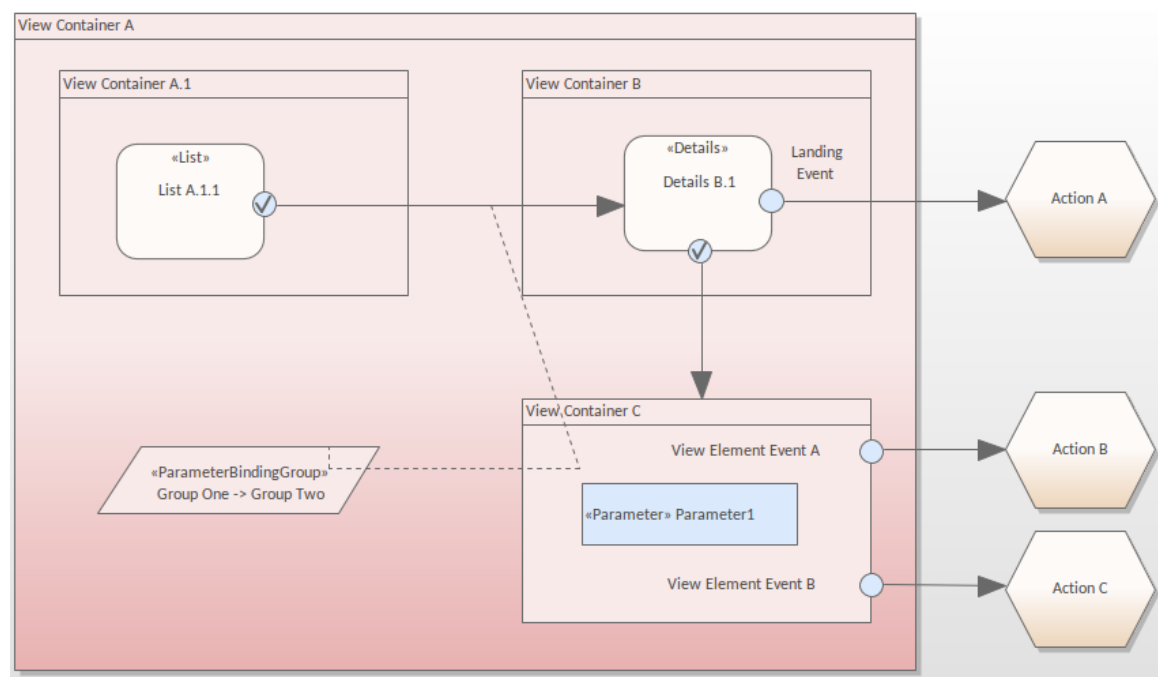 View Container A
View Container A.1
View Container B
«List»
List A.1.1
«Details»
Details B.1
Landing
Event
Action A
View Container C
View Element Event A
Action B
«ParameterBindingGroup»
Group One -> Group Two
«Parameter» Parameter1
View Element Event B
Action C